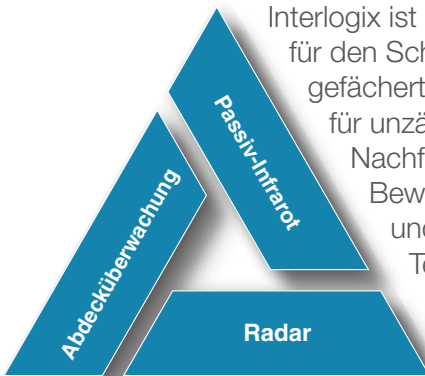 Interlogix ist
für den Sch
gefächert
für unzä
Nachf
Bew
und
Te
Passiv-Infrarot
Abdecküberwachung
Radar